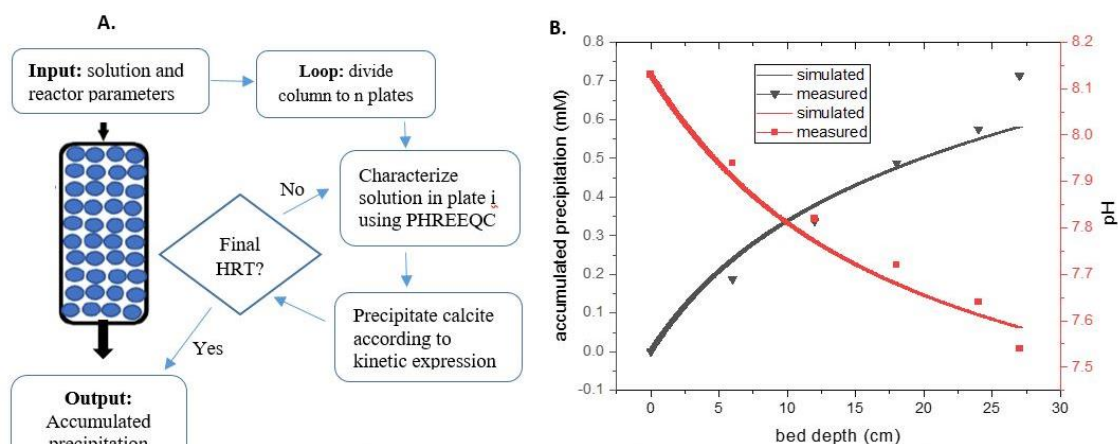 A.
Input: solution and
reactor parameters
Loop: divide
column to n plates
No
Characterize
solution in plate i
using PHREEQC
Final
HRT?
Precipitate calcite
according to
kinetic expression
Yes
Output:
Accumulated
precipitation
B.
0.8
0.7
0.6
0.5
0.4
0.3
0.2
0.1
0.0
-0.1
accumulated precipitation (mM)
simulated
measured
simulated
measured
8.2
8.1
8.0
7.9
7.8
7.7
7.6
7.5
pH
0 5 10 15 20 25 30
bed depth (cm)